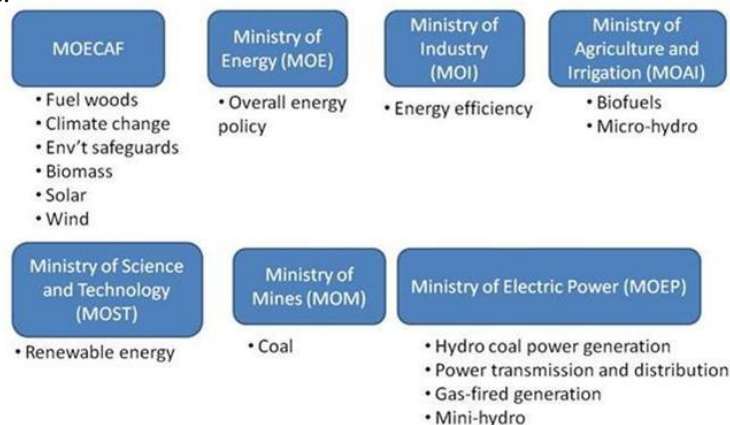 MOECAF
• Fuel woods
• Climate change
• Env't safeguards
• Biomass
• Solar
• Wind
Ministry of
Energy (MOE)
• Overall energy
policy
Ministry of
Industry
(MOI)
• Energy efficiency
Ministry of
Agriculture and
Irrigation (MOAI)
• Biofuels
• Micro-hydro
Ministry of Science
and Technology
(MOST)
• Renewable energy
Ministry of
Mines (MOM)
• Coal
Ministry of Electric Power (MOEP)
• Hydro coal power generation
• Power transmission and distribution
• Gas-fired generation
• Mini-hydro